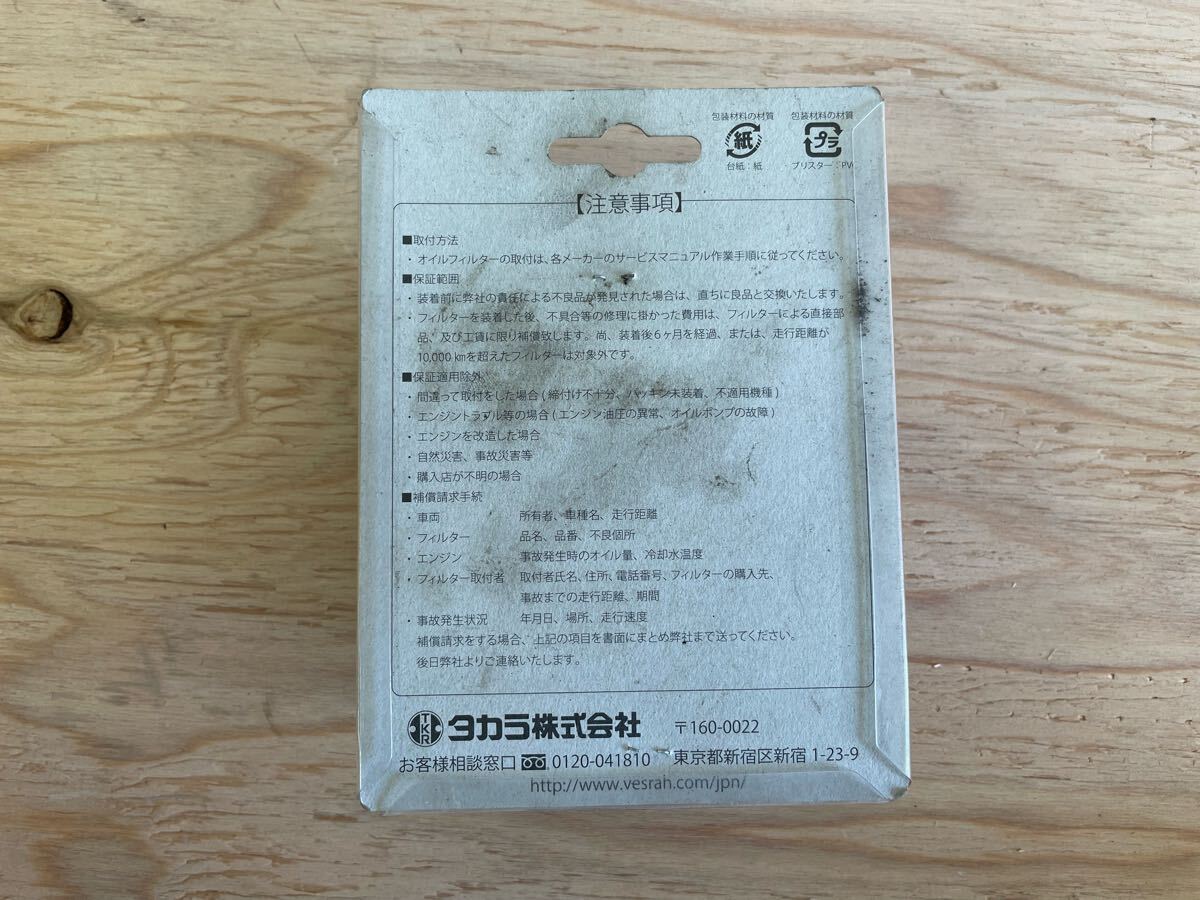 包装材料の材質 包装材料の材質
紙 プラ
台紙：紙 ブリスター：PV
【注意事項】
■取付方法
・オイルフィルターの取付は、各メーカーのサービスマニュアル作業手順に従ってください。
■保証範囲
・装着前に弊社の責任による不良品が発見された場合は、直ちに良品と交換いたします。
・フィルターを装着した後、不具合等の修理に掛かった費用は、フィルターによる直接部
品、及び工賃に限り補償致します。尚、装着後6ヶ月を経過、または、走行距離が
10,000 ㎞を超えたフィルターは対象外です。
■保証適用除外
・間違って取付をした場合 ( 締付け不十分、パッキン未装着、不適用機種 )
・エンジントラブル等の場合 ( エンジン油圧の異常、オイルポンプの故障 )
・エンジンを改造した場合
・自然災害、事故災害等
・購入店が不明の場合
■補償請求手続
・車両 所有者、車種名、走行距離
・フィルター 品名、品番、不良個所
・エンジン 事故発生時のオイル量、冷却水温度
・フィルター取付者 取付者氏名、住所、電話番号、フィルターの購入先、
事故までの走行距離、期間
・事故発生状況 年月日、場所、走行速度
補償請求をする場合、上記の項目を書面にまとめ弊社まで送ってください。
後日弊社よりご連絡いたします。
TKR タカラ株式会社 〒160-0022
お客様相談窓口 0120-041810 東京都新宿区新宿 1-23-9
http://www.vesrah.com/jpn/